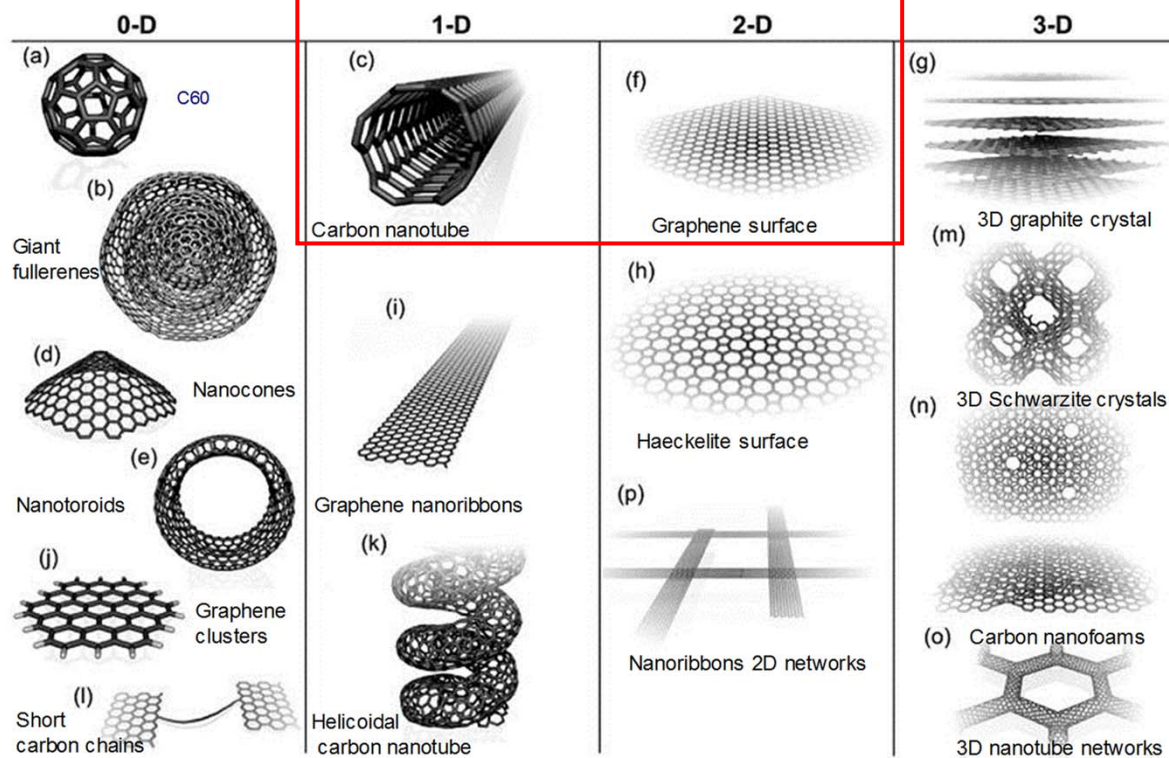 0-D
1-D
2-D
3-D
(a)
C60
(b)
Giant
fullerenes
(d)
Nanocones
(e)
Nanotoroids
(j)
Graphene
clusters
(l)
Short
carbon chains
(c)
Carbon nanotube
(i)
Graphene nanoribbons
(k)
Helicoidal
carbon nanotube
(f)
Graphene surface
(h)
Haeckelite surface
(p)
Nanoribbons 2D networks
(g)
3D graphite crystal
(m)
3D Schwarzite crystals
(n)
Carbon nanofoams
(o)
3D nanotube networks